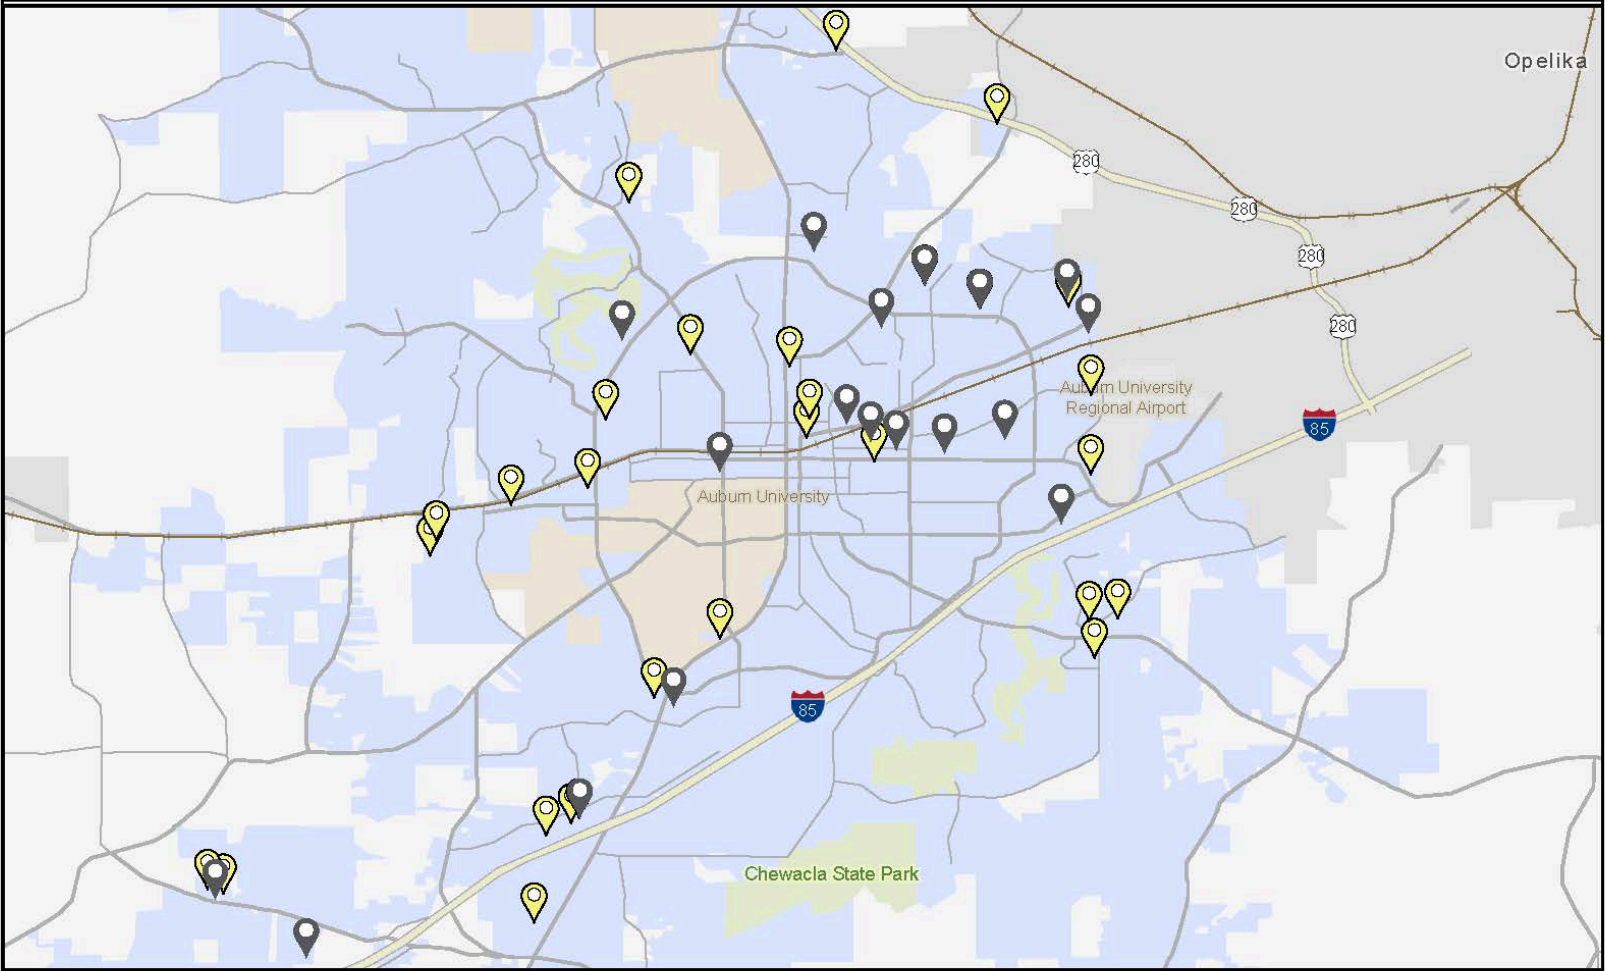 Opelika
280
280
280
280
Auburn University
Regional Airport
85
Auburn University
85
Chewacla State Park